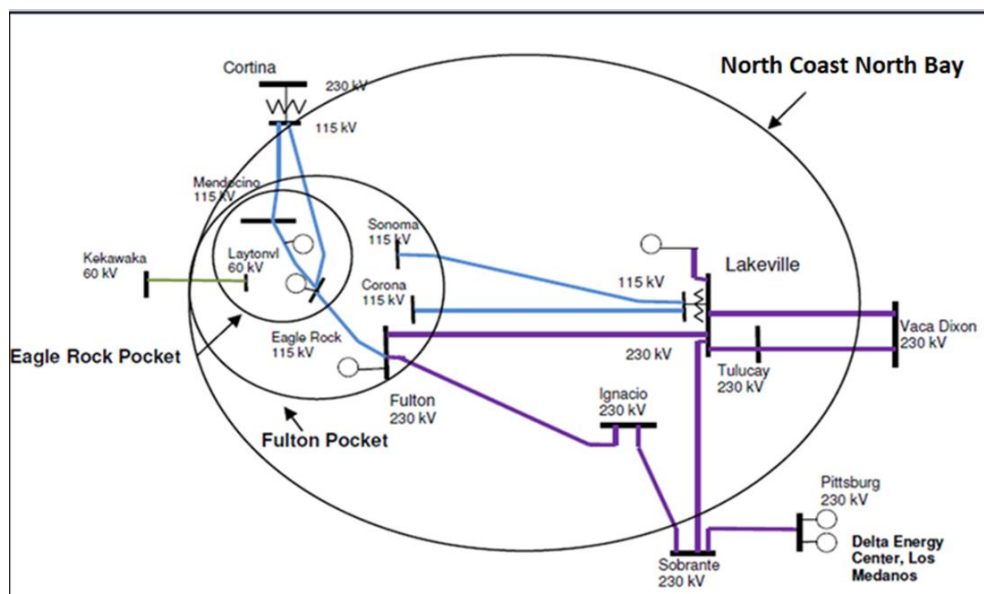 North Coast North Bay
Cortina
230 kV
115 kV
Mendocino
115 kV
Sonoma
115 kV
Laytonvl
60 kV
Kekawaka
60 kV
Corona
115 kV
115 kV
Lakeville
Eagle Rock Pocket
Eagle Rock
115 kV
230 kV
Vaca Dixon
230 kV
Tulucay
230 kV
Fulton
230 kV
Ignacio
230 kV
Fulton Pocket
Pittsburg
230 kV
Delta Energy
Center, Los
Medanos
Sobrante
230 kV